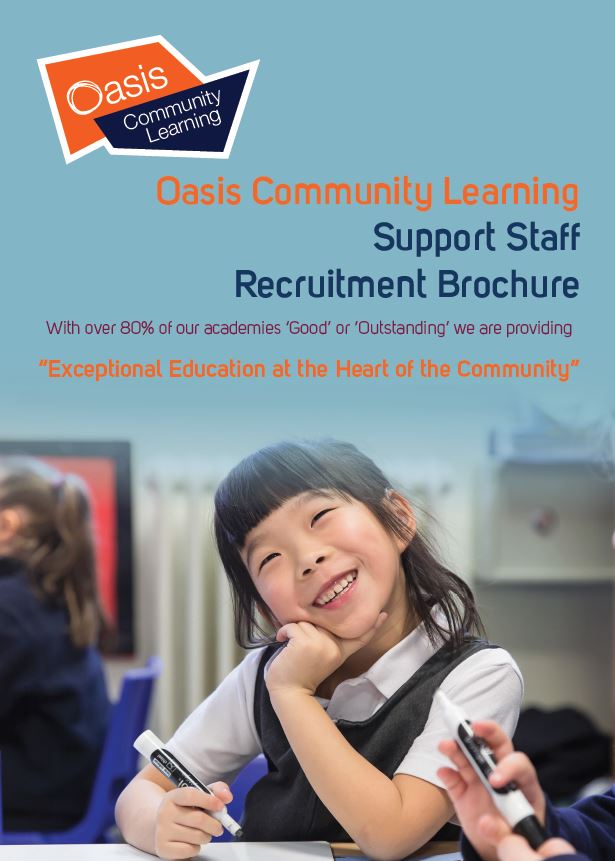 Oasis
Community
Learning
Oasis Community Learning
Support Staff
Recruitment Brochure
With over 80% of our academies ‘Good’ or ‘Outstanding’ we are providing
“Exceptional Education at the Heart of the Community”